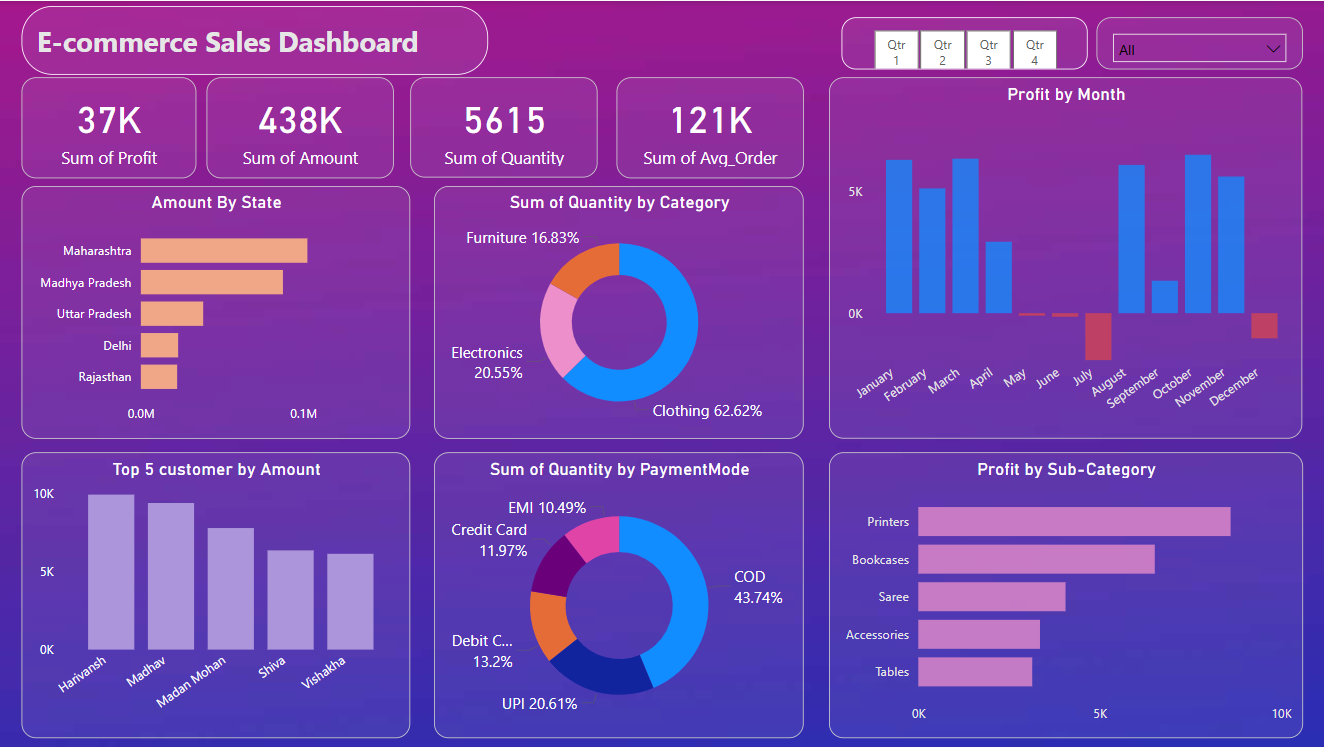 E-commerce Sales Dashboard
Qtr
1
Qtr
2
Qtr
3
Qtr
4
All
37K
Sum of Profit
438K
Sum of Amount
5615
Sum of Quantity
121K
Sum of Avg_Order
Amount By State
Maharashtra
Madhya Pradesh
Uttar Pradesh
Delhi
Rajasthan
0.0M
0.1M
Sum of Quantity by Category
Furniture 16.83%
Electronics
20.55%
Clothing 62.62%
Profit by Month
5K
0K
January
February
March
April
May
June
July
August
September
October
November
December
Top 5 customer by Amount
10K
5K
0K
Harivansh
Madhav
Madan Mohan
Shiva
Vishakha
Sum of Quantity by PaymentMode
EMI 10.49%
Credit Card
11.97%
COD
43.74%
Debit C...
13.2%
UPI 20.61%
Profit by Sub-Category
Printers
Bookcases
Saree
Accessories
Tables
0K
5K
10K